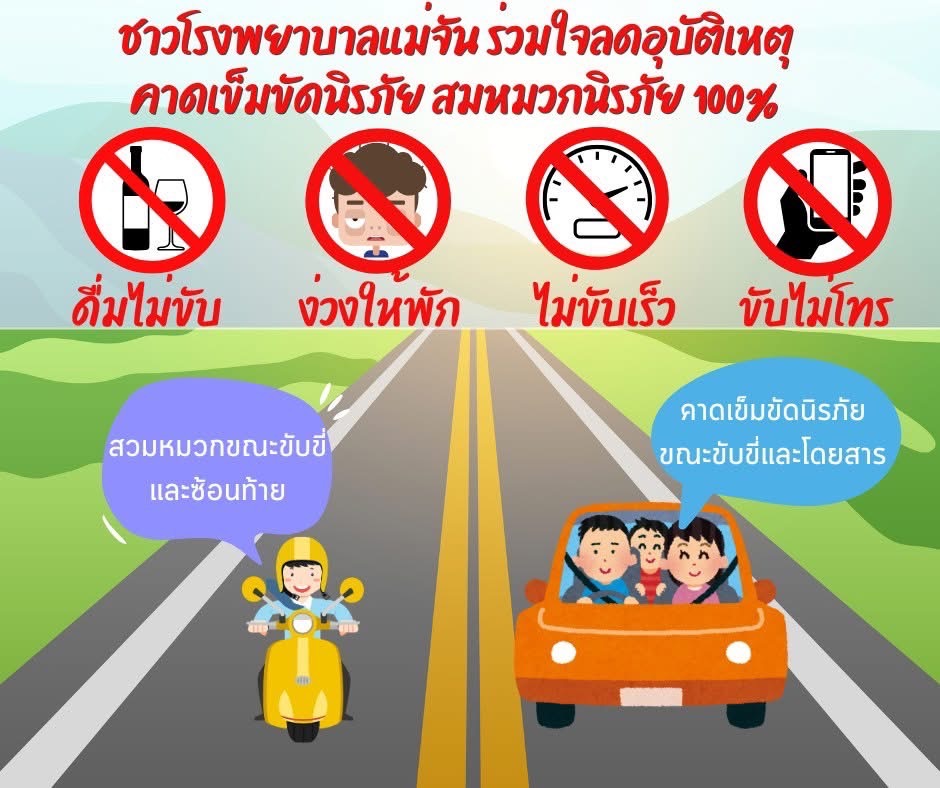 ชาวโรงพยาบาลแม่จัน ร่วมใจลดอุบัติเหตุ
คาดเข็มขัดนิรภัย สมหมวกนิรภัย 100%
ดื่มไม่ขับ
ง่วงให้พัก
ไม่ขับเร็ว
ขับไม่โทร
สวมหมวกขณะขับขี่
และซ้อนท้าย
คาดเข็มขัดนิรภัย
ขณะขับขี่และโดยสาร